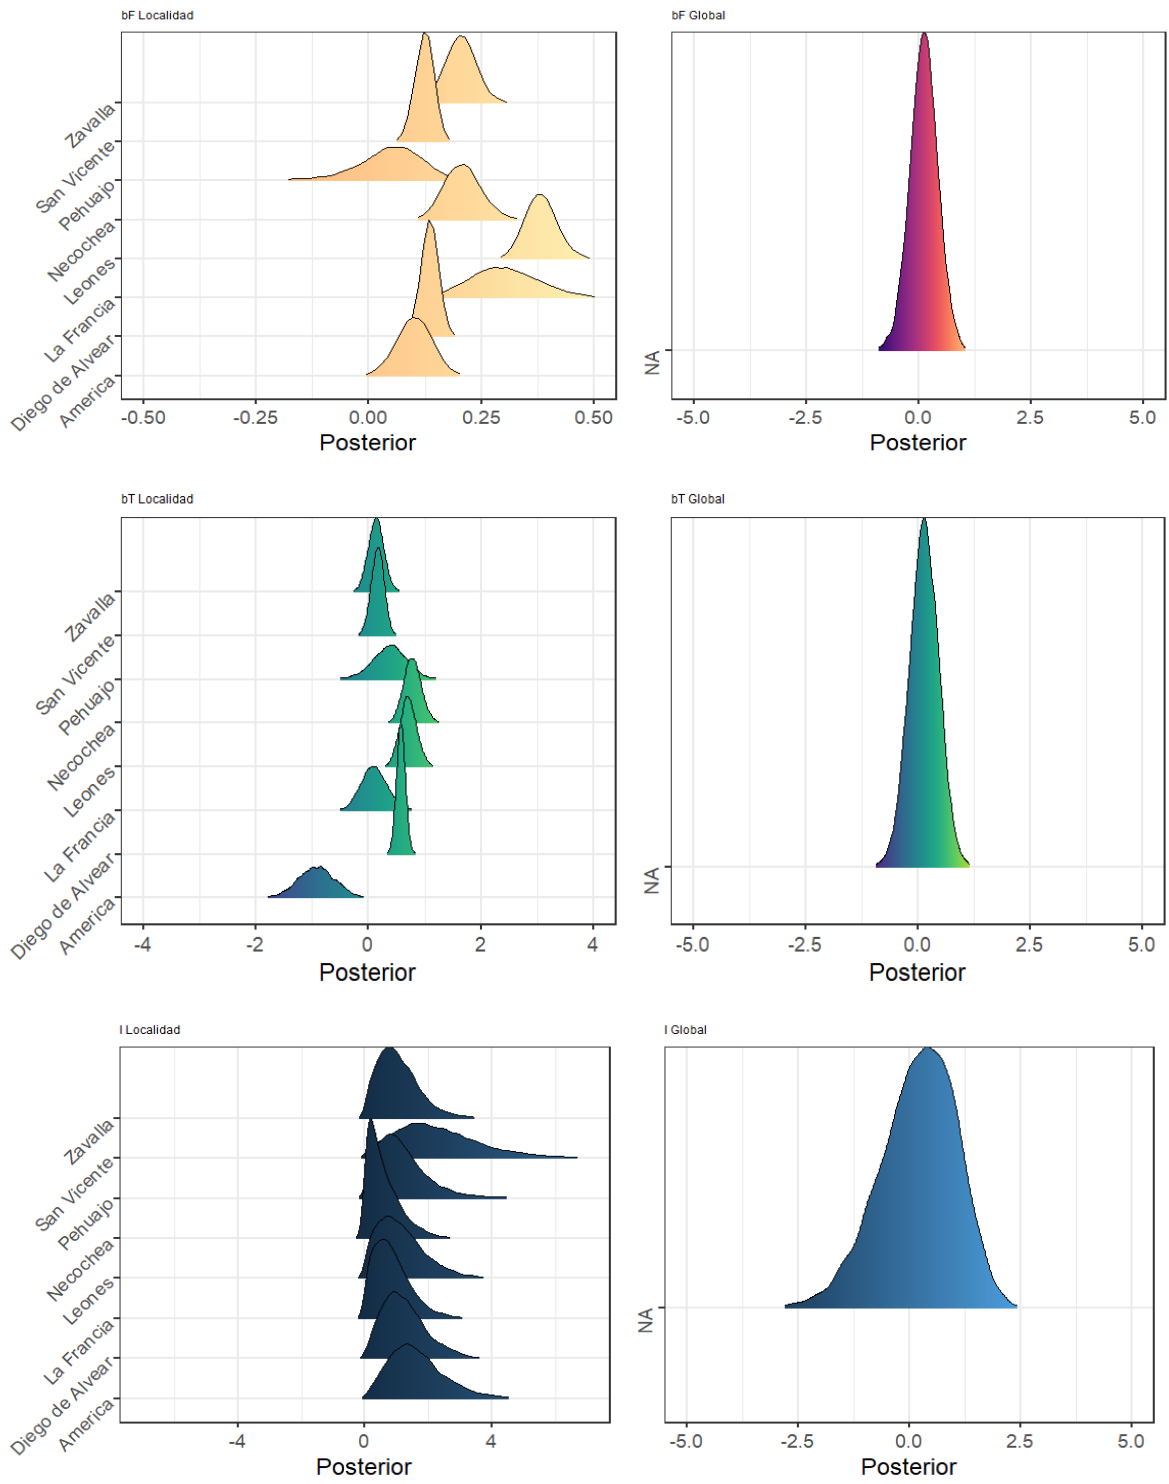 bF Localidad
Zavalla
San Vicente
Pehuajo
Necochea
Leones
La Francia
Diego de Alvear
America
-0.50 -0.25 0.00 0.25 0.50
Posterior
bF Global
NA
-5.0 -2.5 0.0 2.5 5.0
Posterior
bT Localidad
Zavalla
San Vicente
Pehuajo
Necochea
Leones
La Francia
Diego de Alvear
America
-4 -2 0 2 4
Posterior
bT Global
NA
-5.0 -2.5 0.0 2.5 5.0
Posterior
I Localidad
Zavalla
San Vicente
Pehuajo
Necochea
Leones
La Francia
Diego de Alvear
America
-4 0 4
Posterior
I Global
NA
-5.0 -2.5 0.0 2.5 5.0
Posterior